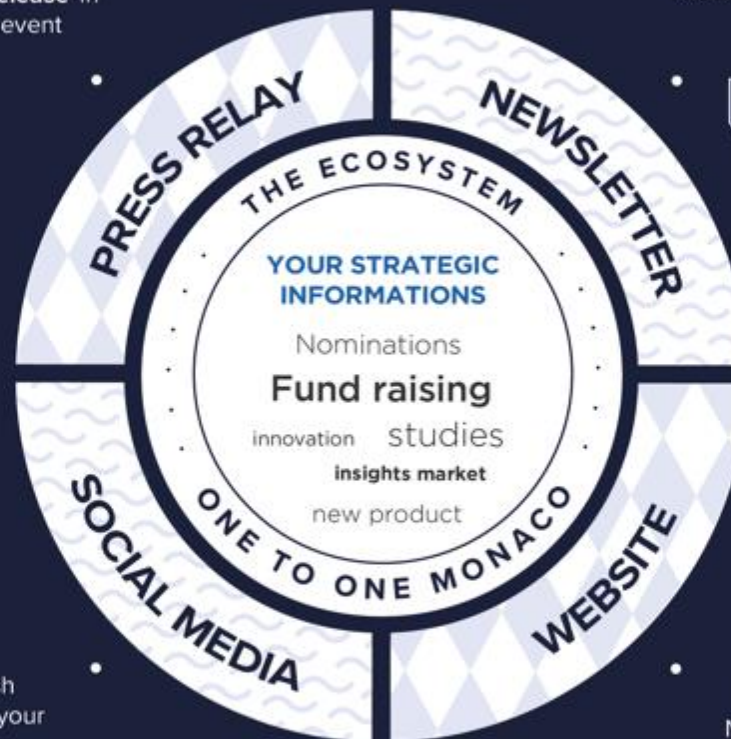 event
PRESS RELAY
NEWSLETTER
THE ECOSYSTEM
YOUR STRATEGIC
INFORMATIONS
Nominations
Fund raising
innovation studies
insights market
new product
ONE TO ONE MONACO
SOCIAL MEDIA
WEBSITE
your